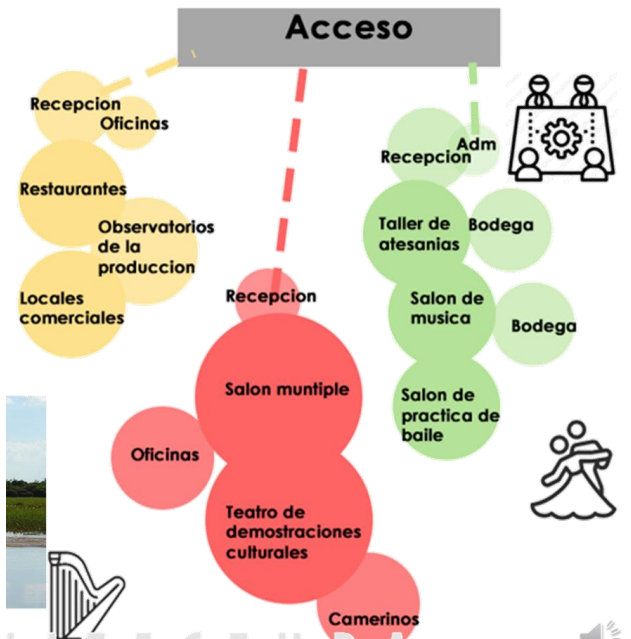 Acceso
Recepcion
Oficinas
Restaurantes
Observatorios
de la
produccion
Locales
comerciales
Recepcion
Salon muntiple
Oficinas
Teatro de
demostraciones
culturales
Camerinos
Adm
Recepcion
Taller de
atesanias
Bodega
Salon de
musica
Bodega
Salon de
practica de
baile